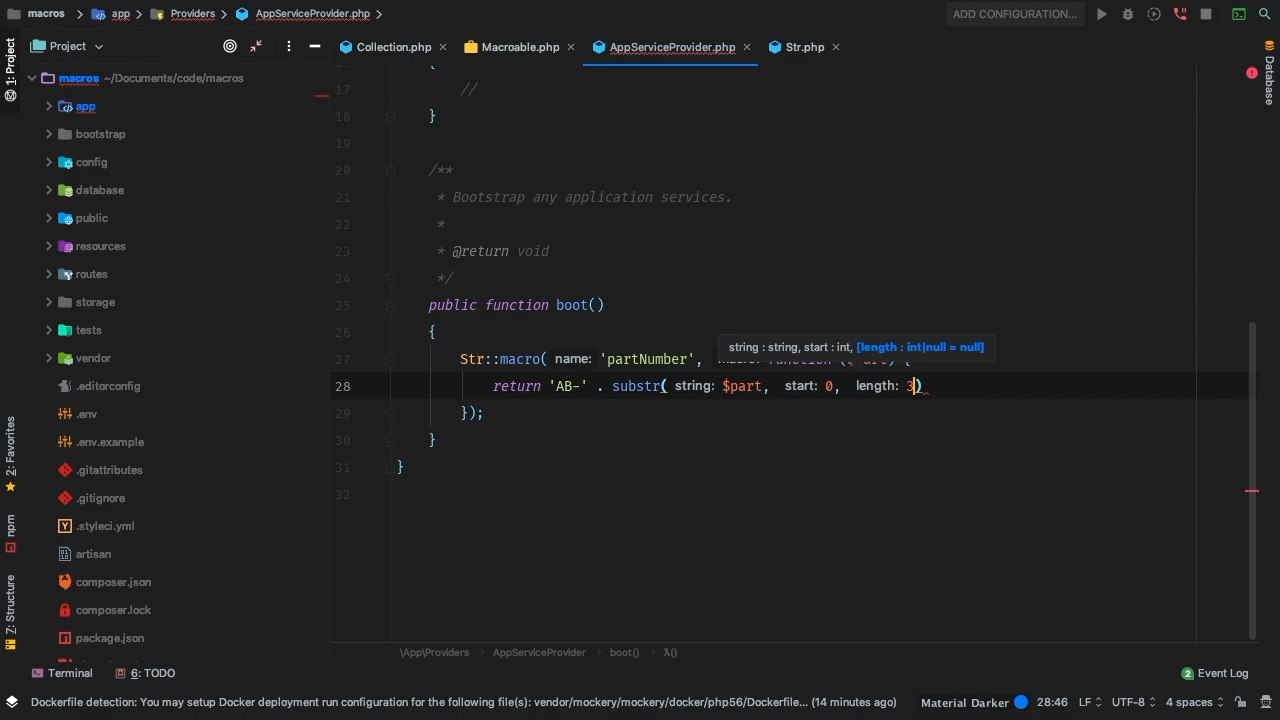 macros
app
Providers
AppServiceProvider.php
ADD CONFIGURATION...
1: Project
Project
Collection.php
Macroable.php
AppServiceProvider.php
Str.php
Database
macros ~/Documents/code/macros
app
bootstrap
config
database
public
resources
routes
storage
tests
vendor
.editorconfig
.env
.env.example
.gitattributes
.gitignore
.styleci.yml
artisan
composer.json
composer.lock
package.json
17 //
18 }
19
20 /**
21 * Bootstrap any application services.
22 *
23 * @return void
24 */
25 public function boot()
26 {
string : string, start : int, [length : int|null = null]
27 Str::macro( name: 'partNumber',
28 return 'AB-' . substr( string: $part, start: 0, length: 3)
29 });
30 }
31 }
32
2: Favorites
npm
7: Structure
\App\Providers
AppServiceProvider
boot()
λ()
Terminal
6: TODO
2 Event Log
Dockerfile detection: You may setup Docker deployment run configuration for the following file(s): vendor/mockery/mockery/docker/php56/Dockerfile... (14 minutes ago)
Material Darker
28:46
LF
UTF-8
4 spaces